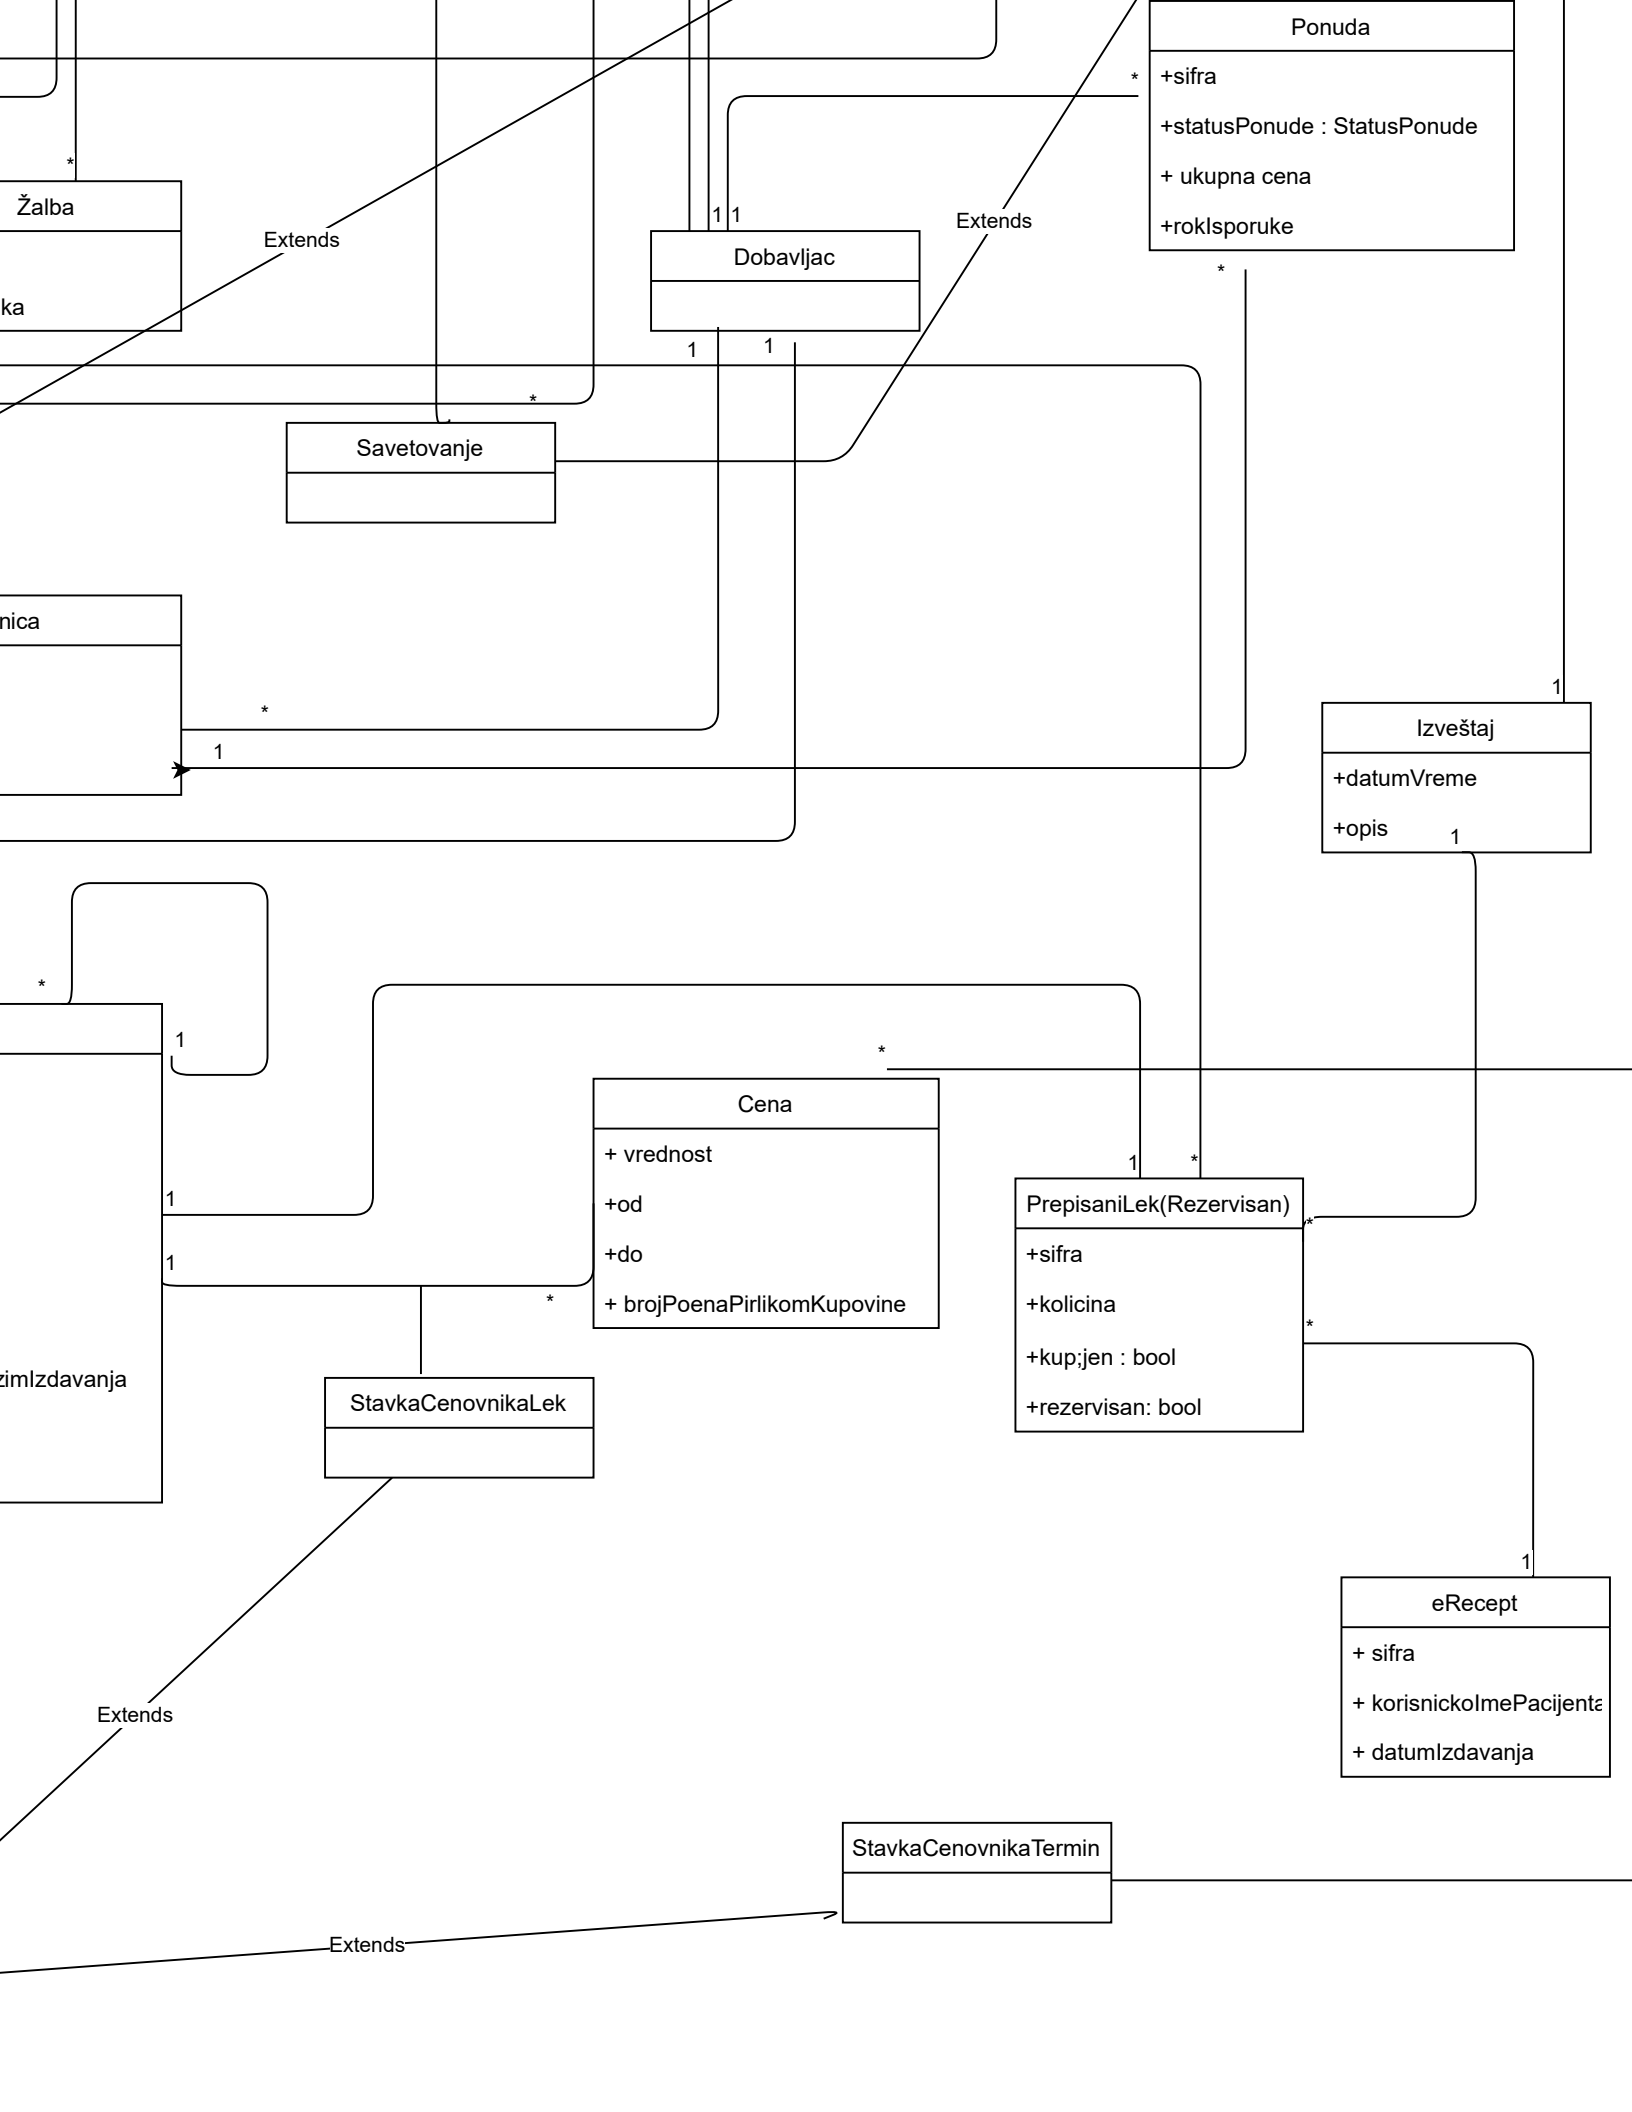 Ponuda
+sifra
+statusPonude : StatusPonude
+ ukupna cena
+rokIsporuke
*
*
*
Žalba
ka
Extends
1
1
Dobavljac
1
1
Extends
*
Savetovanje
nica
*
1
1
Izveštaj
+datumVreme
+opis
1
*
1
1
1
*
Cena
+ vrednost
+od
+do
+ brojPoenaPirlikomKupovine
*
1
*
PrepisaniLek(Rezervisan)
+sifra
+kolicina
+kup;jen : bool
+rezervisan: bool
*
*
zimIzdavanja
StavkaCenovnikaLek
1
eRecept
+ sifra
+ korisnickoImePacijenta
+ datumIzdavanja
Extends
StavkaCenovnikaTermin
Extends